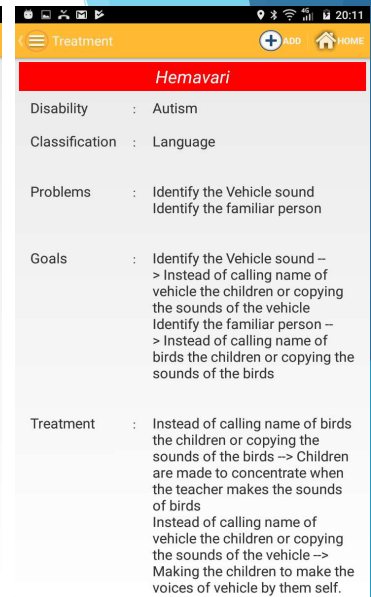 4G 20:11
Treatment ADD HOME
Hemavari
Disability : Autism
Classification : Language
Problems : Identify the Vehicle sound
Identify the familiar person
Goals : Identify the Vehicle sound --
> Instead of calling name of
vehicle the children or copying
the sounds of the vehicle
Identify the familiar person --
> Instead of calling name of
birds the children or copying the
sounds of the birds
Treatment : Instead of calling name of birds
the children or copying the
sounds of the birds --> Children
are made to concentrate when
the teacher makes the sounds
of birds
Instead of calling name of
vehicle the children or copying
the sounds of the vehicle -->
Making the children to make the
voices of vehicle by them self.